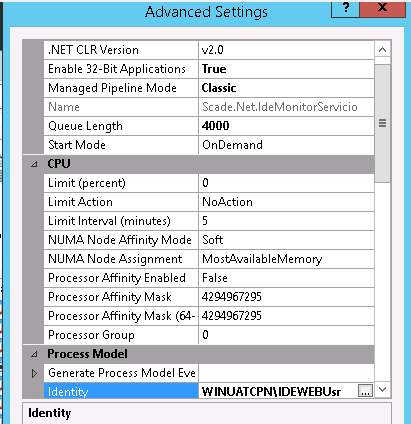 Advanced Settings
.NET CLR Version v2.0
Enable 32-Bit Applications True
Managed Pipeline Mode Classic
Name Scade.Net.IdeMonitorServicio
Queue Length 4000
Start Mode OnDemand
CPU
Limit (percent) 0
Limit Action NoAction
Limit Interval (minutes) 5
NUMA Node Affinity Mode Soft
NUMA Node Assignment MostAvailableMemory
Processor Affinity Enabled False
Processor Affinity Mask 4294967295
Processor Affinity Mask (64- 4294967295
Processor Group 0
Process Model
Generate Process Model Eve
Identity WINUATCPN\IDEWEBUsr ...
Identity